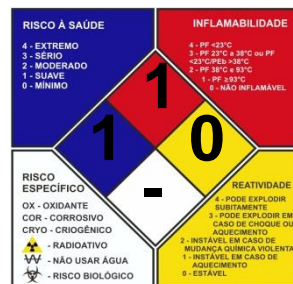 RISCO À SAÚDE
4 - EXTREMO
3 - SÉRIO
2 - MODERADO
1 - SUAVE
0 - MÍNIMO
INFLAMABILIDADE
4 - PF <23°C
3 - PF 23°C a 38°C ou PF
<23°C/PEb >38°C
2 - PF 38°C e 93°C
1 - PF ≥93°C
0 - NÃO INFLAMÁVEL
1
1
0
-
RISCO
ESPECÍFICO
OX - OXIDANTE
COR - CORROSIVO
CRYO - CRIOGÊNICO
- RADIOATIVO
W - NÃO USAR ÁGUA
- RISCO BIOLÓGICO
REATIVIDADE
4 - PODE EXPLODIR
SUBITAMENTE
3 - PODE EXPLODIR EM
CASO DE CHOQUE OU
AQUECIMENTO
2 - INSTÁVEL EM CASO DE
MUDANÇA QUÍMICA VIOLENTA
1 - INSTÁVEL EM CASO DE
AQUECIMENTO
0 - ESTÁVEL